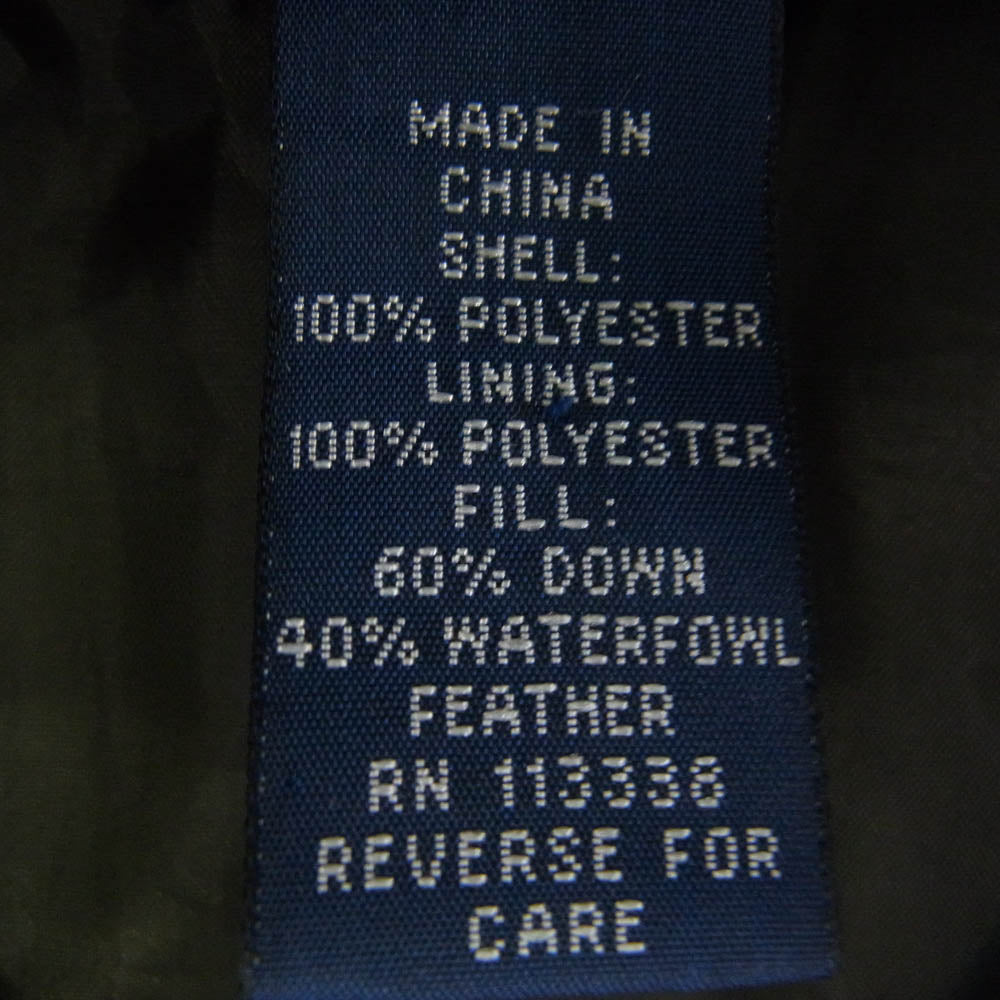 MADE IN
CHINA
SHELL:
100% POLYESTER
LINING:
100% POLYESTER
FILL:
60% DOWN
40% WATERFOWL
FEATHER
RN 113338
REVERSE FOR
CARE